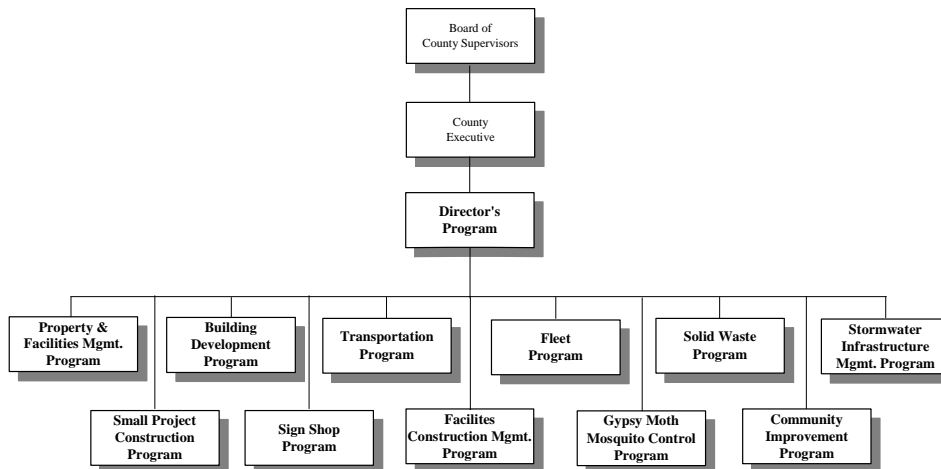 Board of
County Supervisors
County
Executive
Director's
Program
Property &
Facilities Mgmt.
Program
Building
Development
Program
Transportation
Program
Fleet
Program
Solid Waste
Program
Stormwater
Infrastructure
Mgmt. Program
Small Project
Construction
Program
Sign Shop
Program
Facilites
Construction Mgmt.
Program
Gypsy Moth
Mosquito Control
Program
Community
Improvement
Program